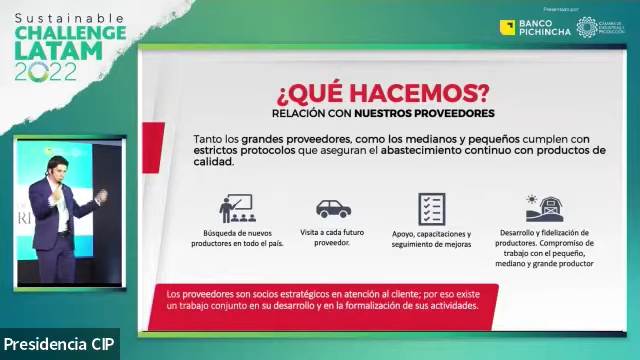 Sustainable
CHALLENGE
LATAM
2022
Presentado por:
BANCO
PICHINCHA
CÁMARA DE
INDUSTRIAS Y
PRODUCCIÓN
¿QUÉ HACEMOS?
RELACIÓN CON NUESTROS PROVEEDORES
Tanto los grandes proveedores, como los medianos y pequeños cumplen con
estrictos protocolos que aseguran el abastecimiento continuo con productos de
calidad.
Búsqueda de nuevos
productores en todo el país.
Visita a cada futuro
proveedor.
Apoyo, capacitaciones y
seguimiento de mejoras
Desarrollo y fidelización de
productores. Compromiso de
trabajo con el pequeño,
mediano y grande productor
Los proveedores son socios estratégicos en atención al cliente; por eso existe
un trabajo conjunto en su desarrollo y en la formalización de sus actividades.
Presidencia CIP